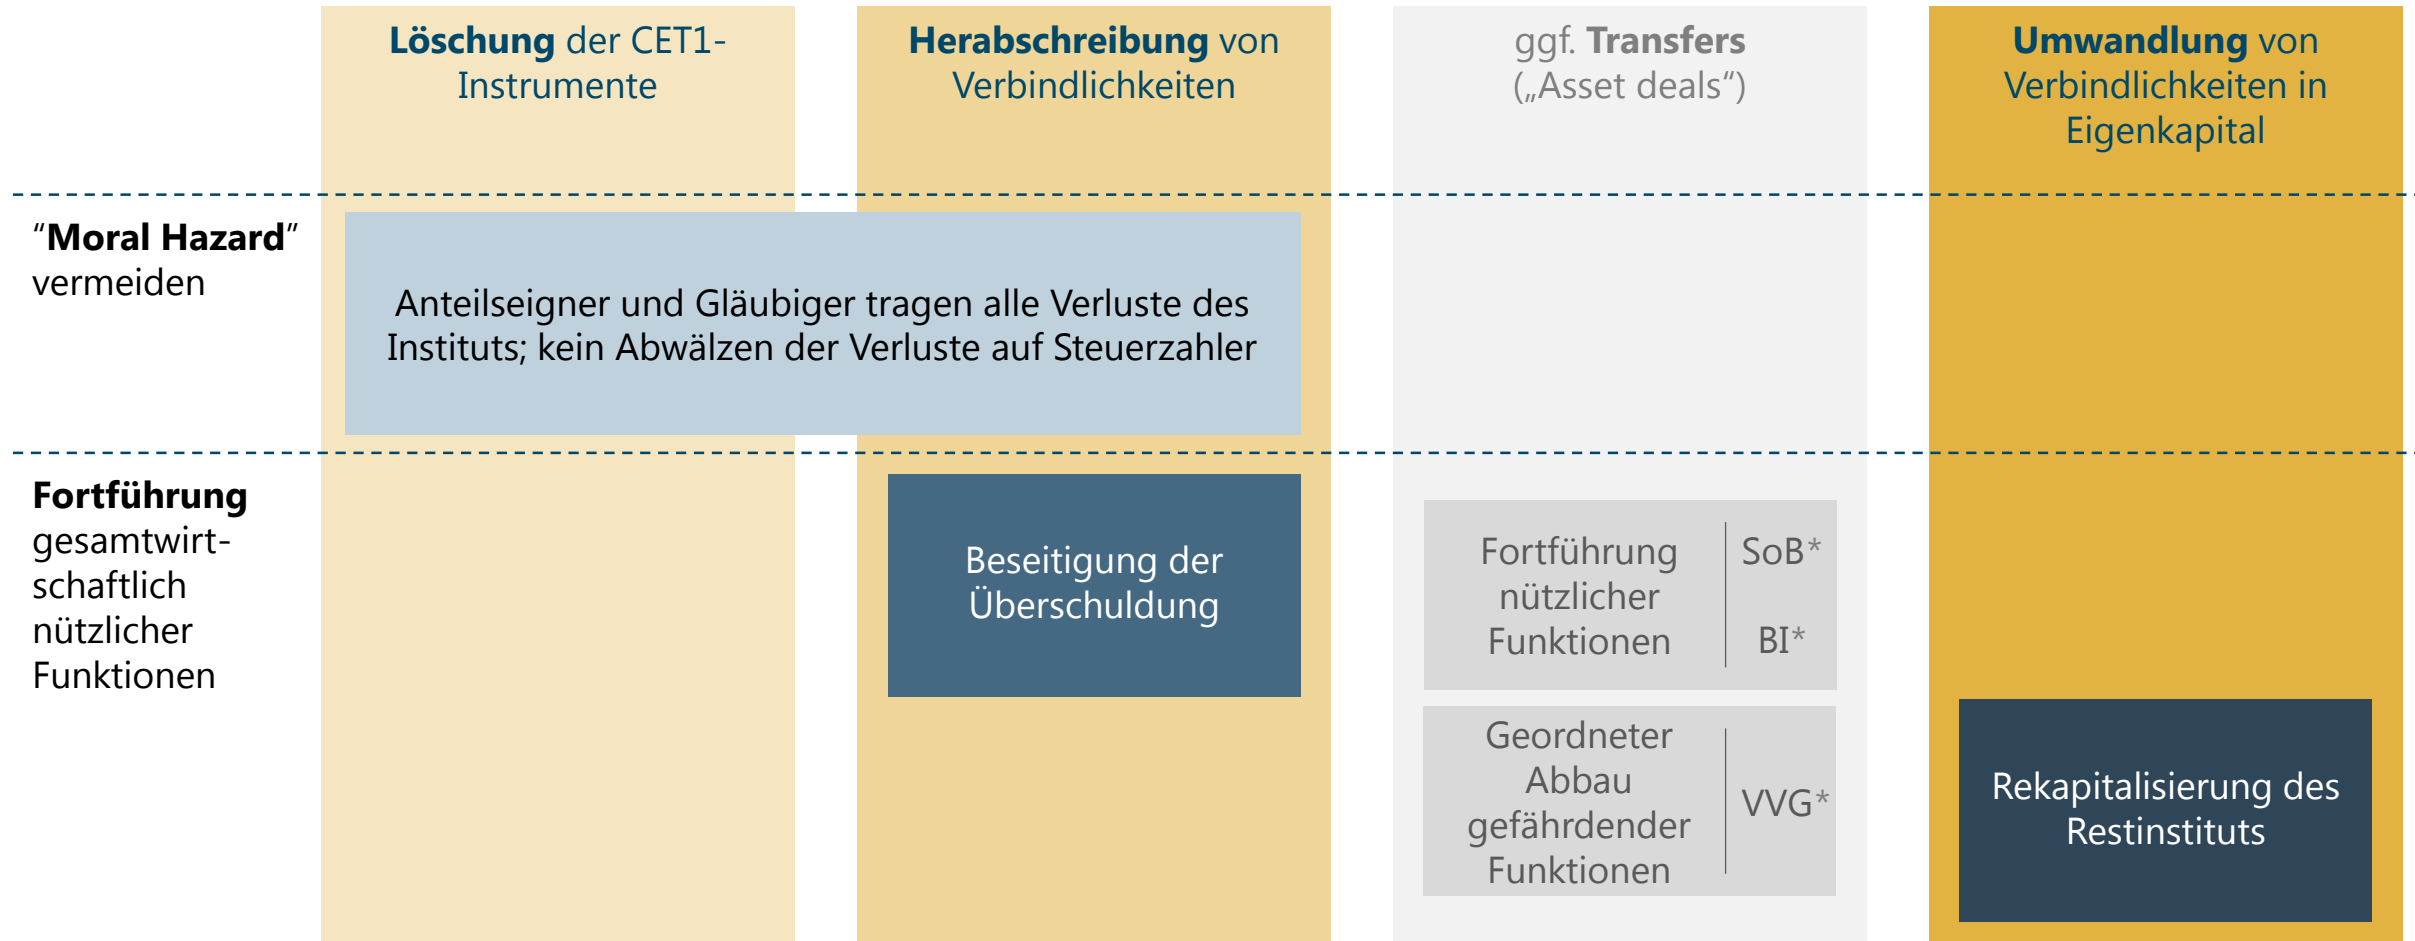 Löschung der CET1-
Instrumente
Herabschreibung von
Verbindlichkeiten
ggf. Transfers
(„Asset deals“)
Umwandlung von
Verbindlichkeiten in
Eigenkapital
“Moral Hazard”
vermeiden
Anteilseigner und Gläubiger tragen alle Verluste des
Instituts; kein Abwälzen der Verluste auf Steuerzahler
Fortführung
gesamtwirt-
schaftlich
nützlicher
Funktionen
Beseitigung der
Überschuldung
Fortführung
nützlicher
Funktionen
SoB*
BI*
Geordneter
Abbau
gefährdender
Funktionen
VVG*
Rekapitalisierung des
Restinstituts